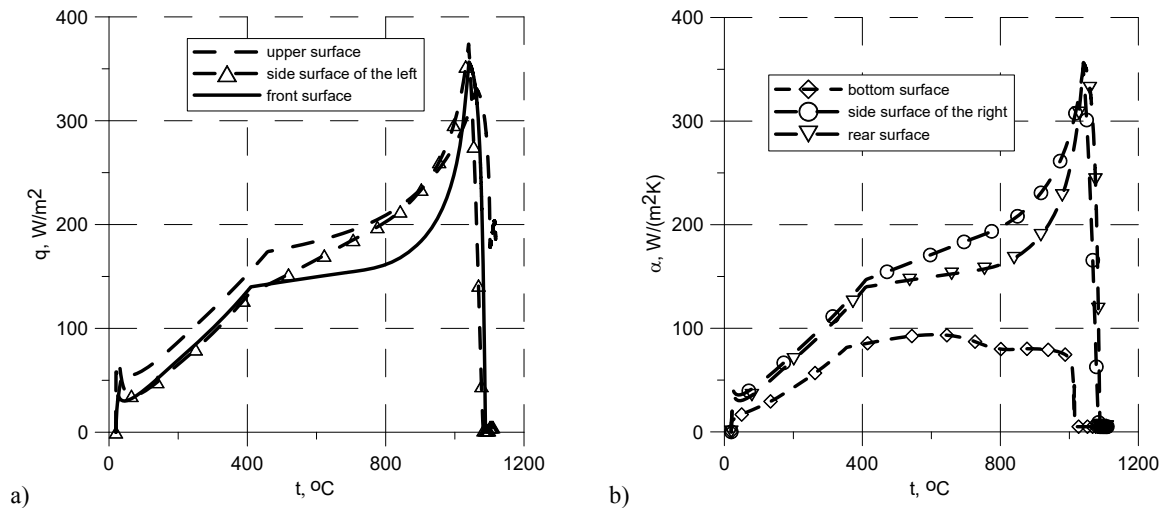 400
300
200
100
0
q, W/m²
upper surface
side surface of the left
front surface
0
400
800
1200
t, ºC
a)
400
300
200
100
0
α, W/(m²K)
bottom surface
side surface of the right
rear surface
0
400
800
1200
t, ºC
b)